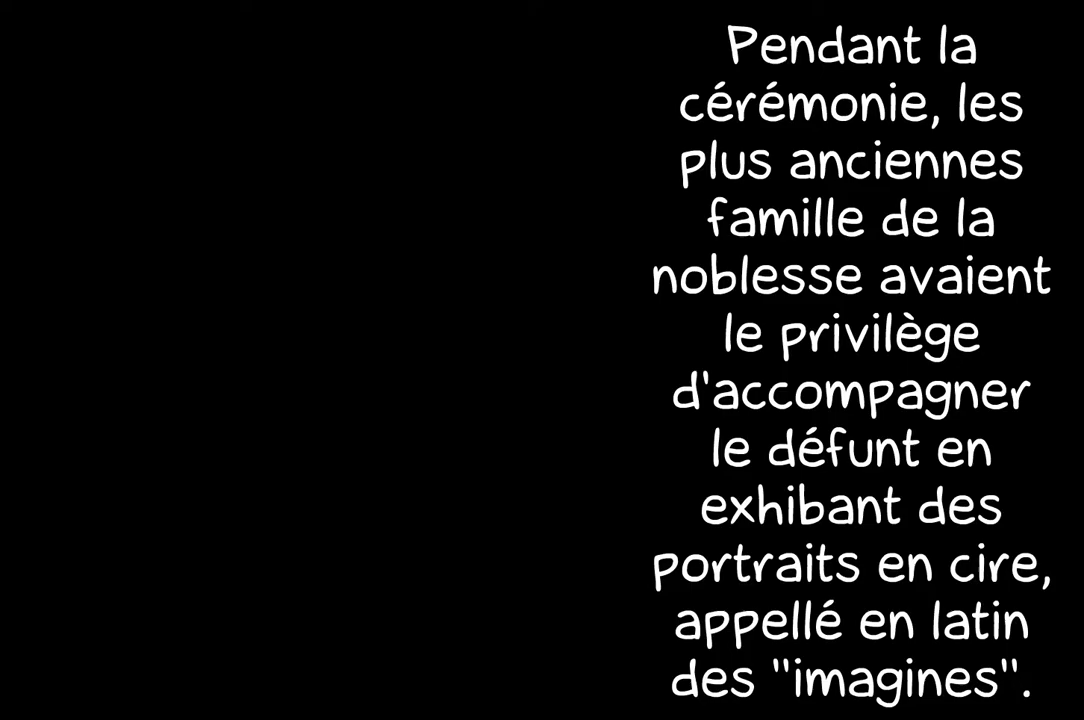 Pendant la
cérémonie, les
plus anciennes
famille de la
noblesse avaient
le privilège
d'accompagner
le défunt en
exhibant des
portraits en cire,
appellé en latin
des "imagines".